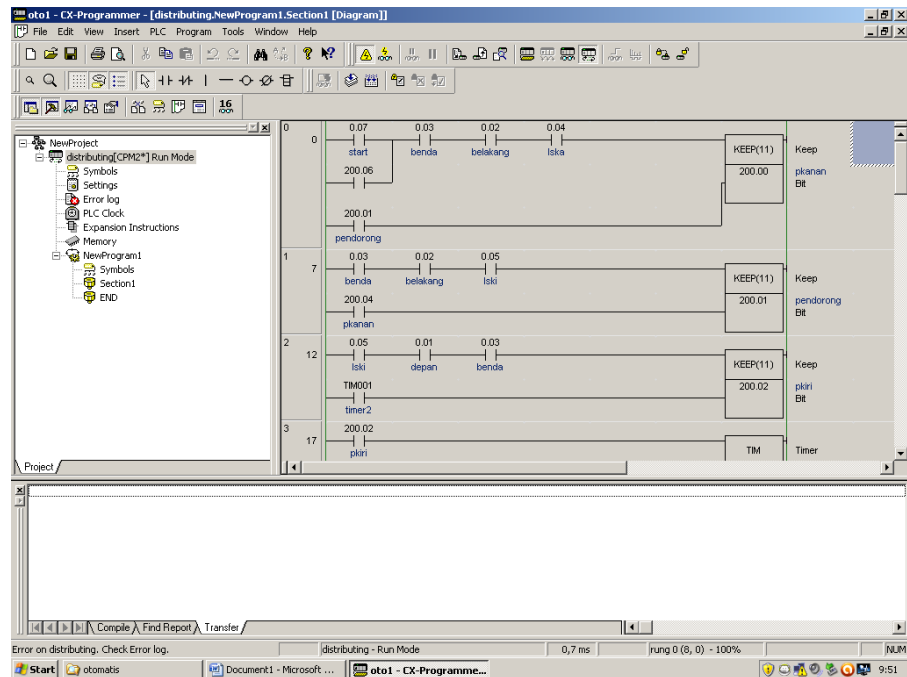 oto1 - CX-Programmer - [distributing.NewProgram1.Section1 [Diagram]]
File Edit View Insert PLC Program Tools Window Help
16
NewProject
distributing[CPM2*] Run Mode
Symbols
Settings
Error log
PLC Clock
Expansion Instructions
Memory
NewProgram1
Symbols
Section1
END
Project
0
0
0.07 0.03 0.02 0.04
start benda belakang lska
KEEP(11) Keep
200.06
200.00 pkanan
Bit
200.01
pendorong
1
7
0.03 0.02 0.05
benda belakang lski
KEEP(11) Keep
200.04
pkanan
200.01 pendorong
Bit
2
12
0.05 0.01 0.03
lski depan benda
KEEP(11) Keep
TIM001
timer2
200.02 pkiri
Bit
3
17
200.02
pkiri
TIM Timer
Compile Find Report Transfer
Error on distributing. Check Error log. distributing - Run Mode 0,7 ms rung 0 (8, 0) - 100% NUM
Start otomatis Document1 - Microsoft ... oto1 - CX-Programme... 9:51